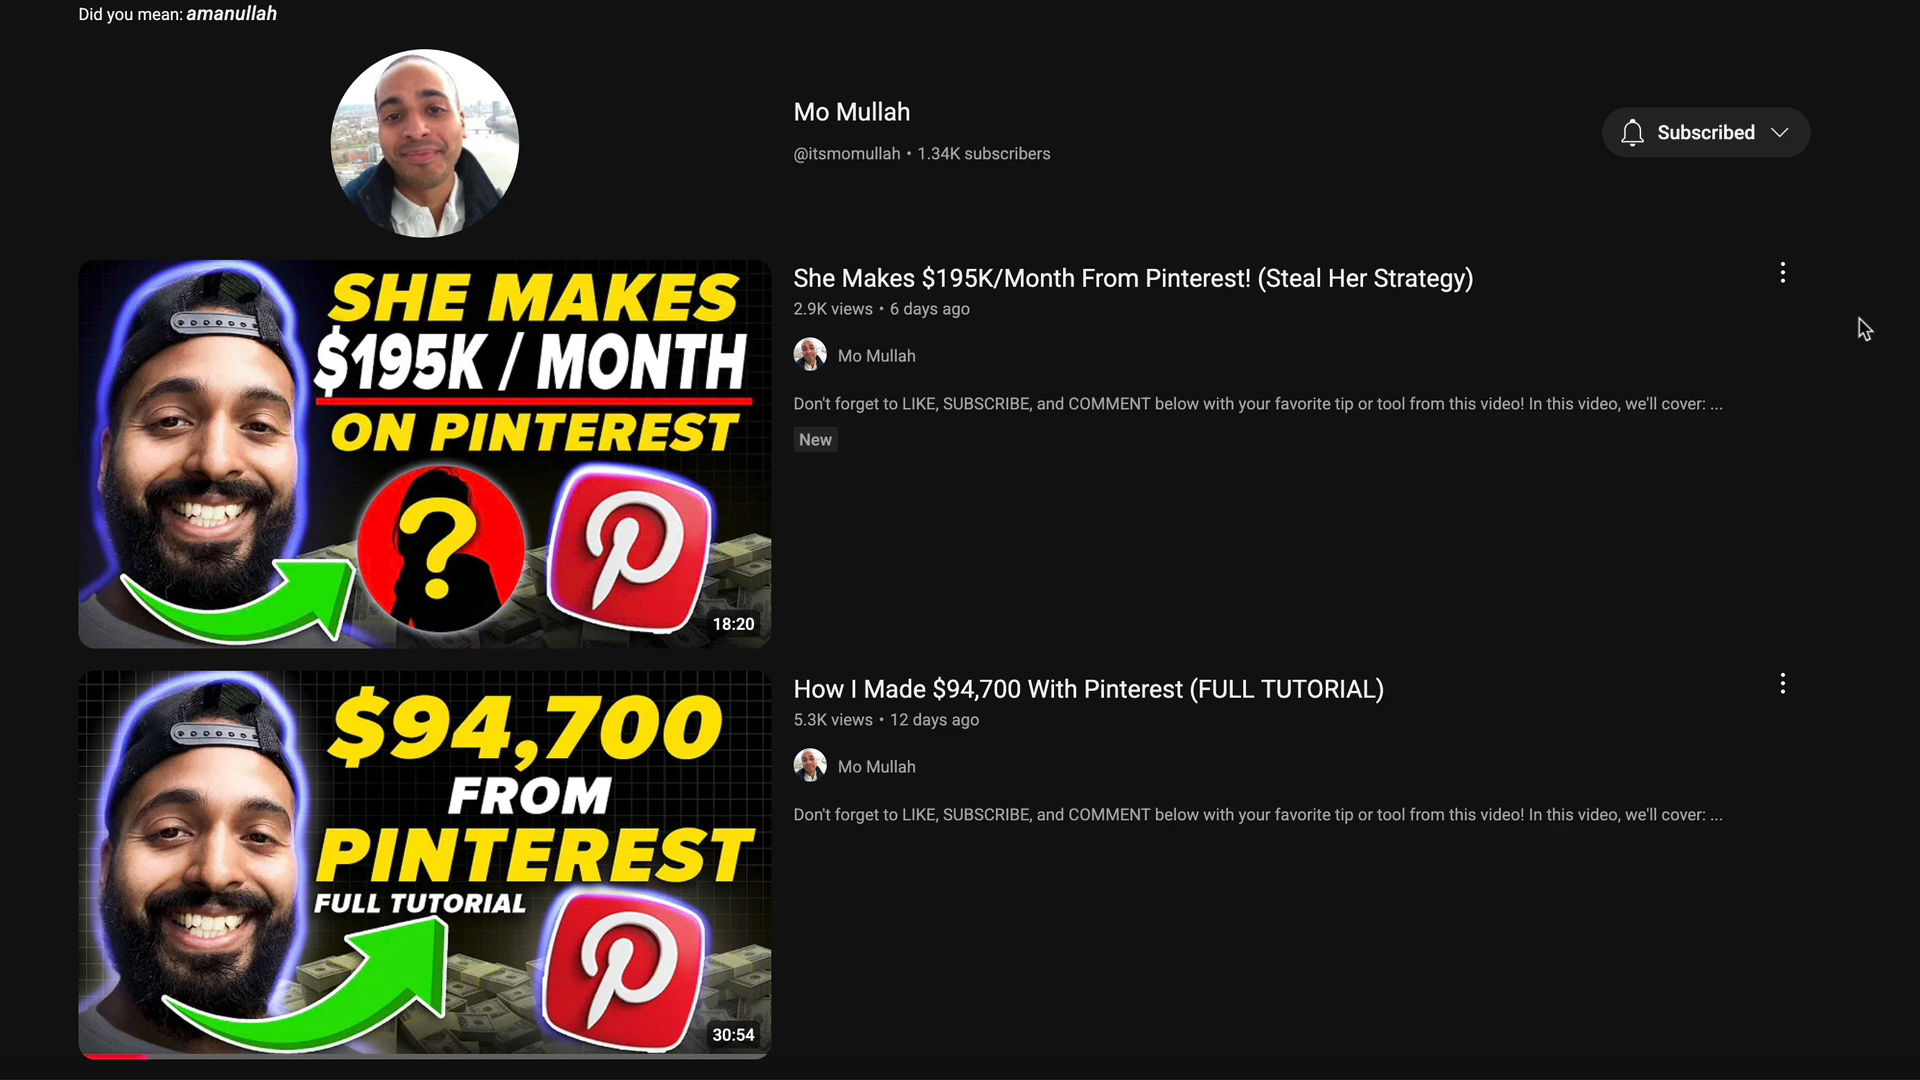 Did you mean: amanullah
Mo Mullah
@itsmomullah • 1.34K subscribers
Subscribed
SHE MAKES
$195K / MONTH
ON PINTEREST
?
18:20
She Makes $195K/Month From Pinterest! (Steal Her Strategy)
2.9K views • 6 days ago
Mo Mullah
Don't forget to LIKE, SUBSCRIBE, and COMMENT below with your favorite tip or tool from this video! In this video, we'll cover: ...
New
$94,700
FROM
PINTEREST
FULL TUTORIAL
30:54
How I Made $94,700 With Pinterest (FULL TUTORIAL)
5.3K views • 12 days ago
Mo Mullah
Don't forget to LIKE, SUBSCRIBE, and COMMENT below with your favorite tip or tool from this video! In this video, we'll cover: ...